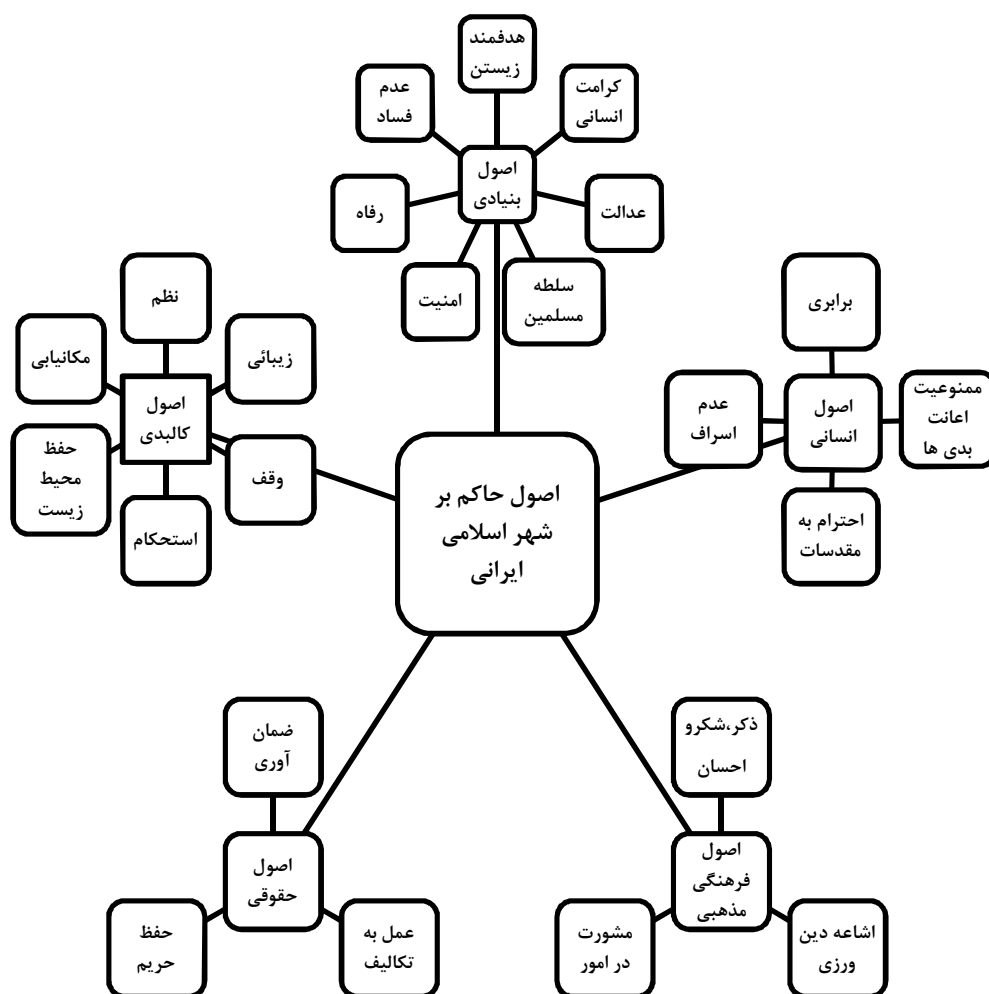 هدفمند
زیستن
کرامت
انسانی
عدم
فساد
اصول
بنیادی
عدالت
رفاه
سلطه
مسلمین
امنیت
برابری
نظم
زیبائی
مکانیابی
اصول
کالبدی
وقف
حفظ
محیط
زیست
استحکام
ممنوعیت
اعانت
بدی ها
اصول
انسانی
عدم
اسراف
احترام به
مقدسات
اصول حاکم بر
شهر اسلامی
ایرانی
ذکر،شکرو
احسان
اصول
فرهنگی
مذهبی
اشاعه دین
ورزی
مشورت
در امور
ضمان
آوری
اصول
حقوقی
عمل به
تکالیف
حفظ
حریم